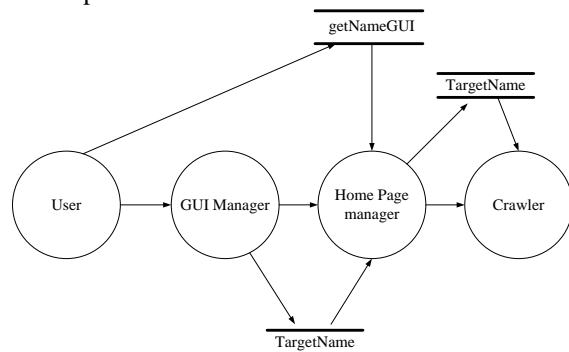 getNameGUI
TargetName
User
GUI Manager
Home Page
manager
Crawler
TargetName